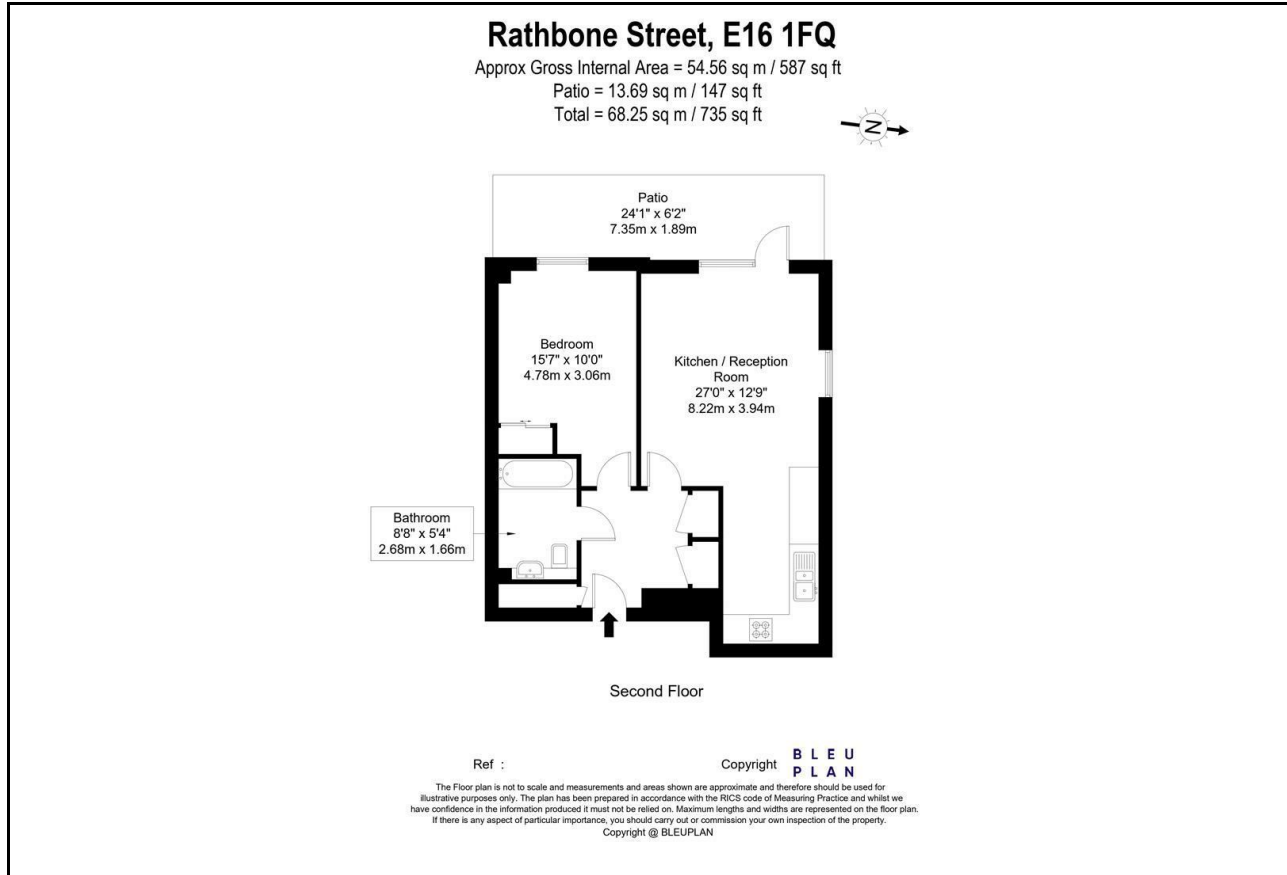 Rathbone Street, E16 1FQ
Approx Gross Internal Area = 54.56 sq m / 587 sq ft
Patio = 13.69 sq m / 147 sq ft
Total = 68.25 sq m / 735 sq ft
N
Patio
24'1" x 6'2"
7.35m x 1.89m
Bedroom
15'7" x 10'0"
4.78m x 3.06m
Kitchen / Reception
Room
27'0" x 12'9"
8.22m x 3.94m
Bathroom
8'8" x 5'4"
2.68m x 1.66m
Second Floor
Ref :
Copyright
BLEU
PLAN
The Floor plan is not to scale and measurements and areas shown are approximate and therefore should be used for
illustrative purposes only. The plan has been prepared in accordance with the RICS code of Measuring Practice and whilst we
have confidence in the information produced it must not be relied on. Maximum lengths and widths are represented on the floor plan.
If there is any aspect of particular importance, you should carry out or commission your own inspection of the property.
Copyright @ BLEUPLAN